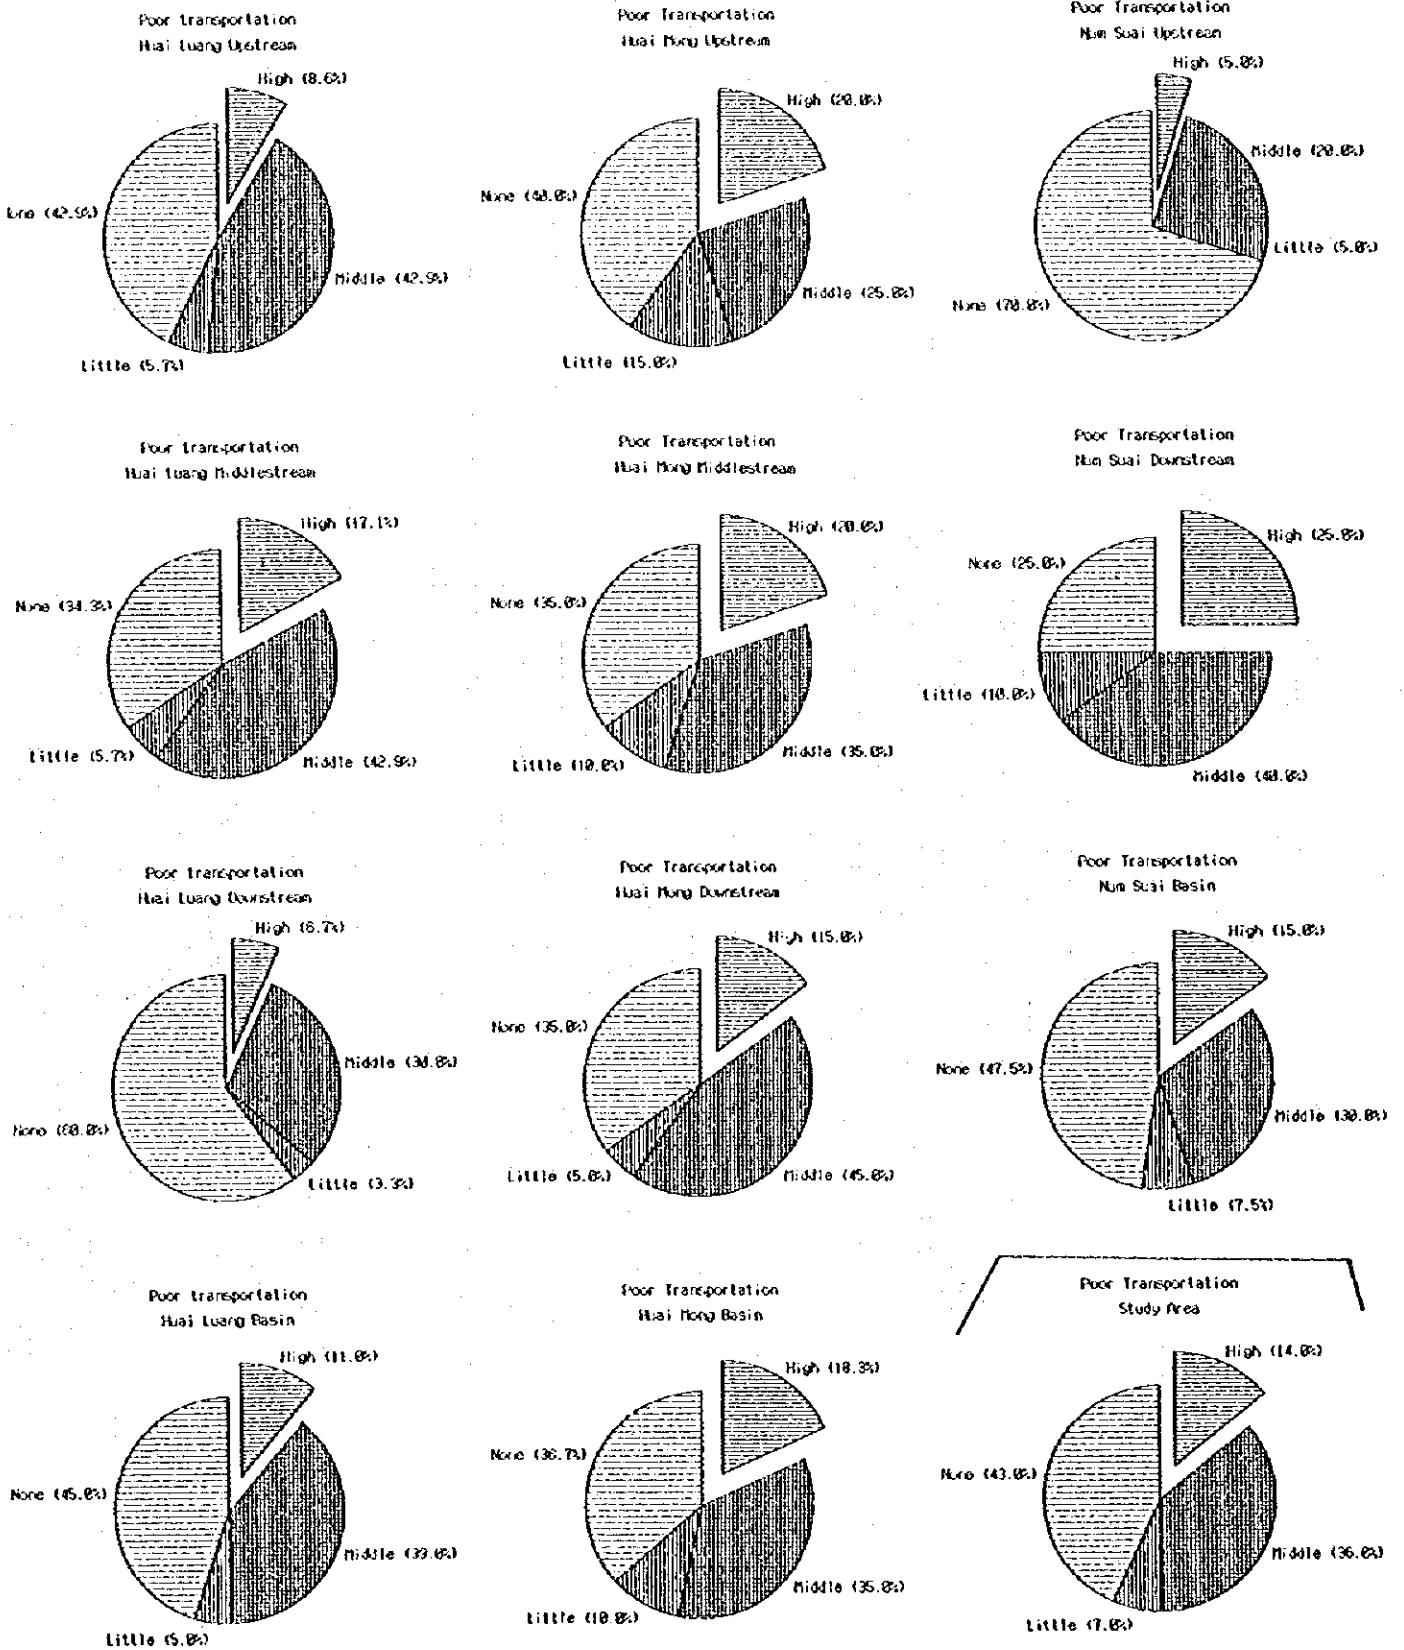 Poor transportation
Huai Luang Upstream
High (8.6%)
None (42.9%)
Middle (42.9%)
Little (5.7%)
Poor Transportation
Huai Mong Upstream
High (20.0%)
None (40.0%)
Middle (25.0%)
Little (15.0%)
Poor Transportation
Num Suai Upstream
High (5.0%)
Middle (20.0%)
Little (5.0%)
None (70.0%)
Poor transportation
Huai Luang Middlestream
High (17.1%)
None (34.3%)
Little (5.7%)
Middle (42.9%)
Poor Transportation
Huai Mong Middlestream
High (20.0%)
None (35.0%)
Little (10.0%)
Middle (35.0%)
Poor Transportation
Num Suai Downstream
High (25.0%)
None (25.0%)
Little (10.0%)
Middle (40.0%)
Poor transportation
Huai Luang Downstream
High (6.7%)
Middle (30.0%)
None (60.0%)
Little (3.3%)
Poor Transportation
Huai Mong Downstream
High (15.0%)
None (35.0%)
Little (5.0%)
Middle (45.0%)
Poor Transportation
Num Suai Basin
High (15.0%)
None (47.5%)
Middle (30.0%)
Little (7.5%)
Poor transportation
Huai Luang Basin
High (11.0%)
None (45.0%)
Middle (39.0%)
Little (5.0%)
Poor Transportation
Huai Mong Basin
High (18.3%)
None (36.7%)
Middle (35.0%)
Little (10.0%)
Poor Transportation
Study Area
High (14.0%)
None (43.0%)
Middle (36.0%)
Little (7.0%)